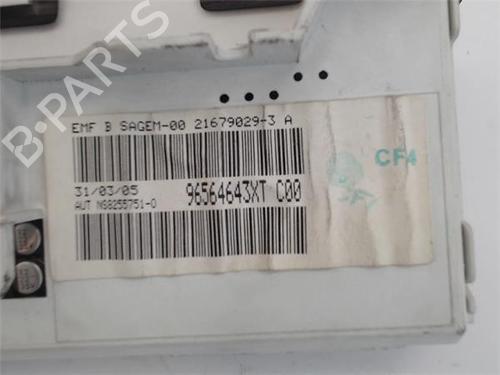 B-PARTS
EMF B SAGEM-00 21679029-3 A
CF4
31/03/05
96564643XT C00
AUT N98255751-0